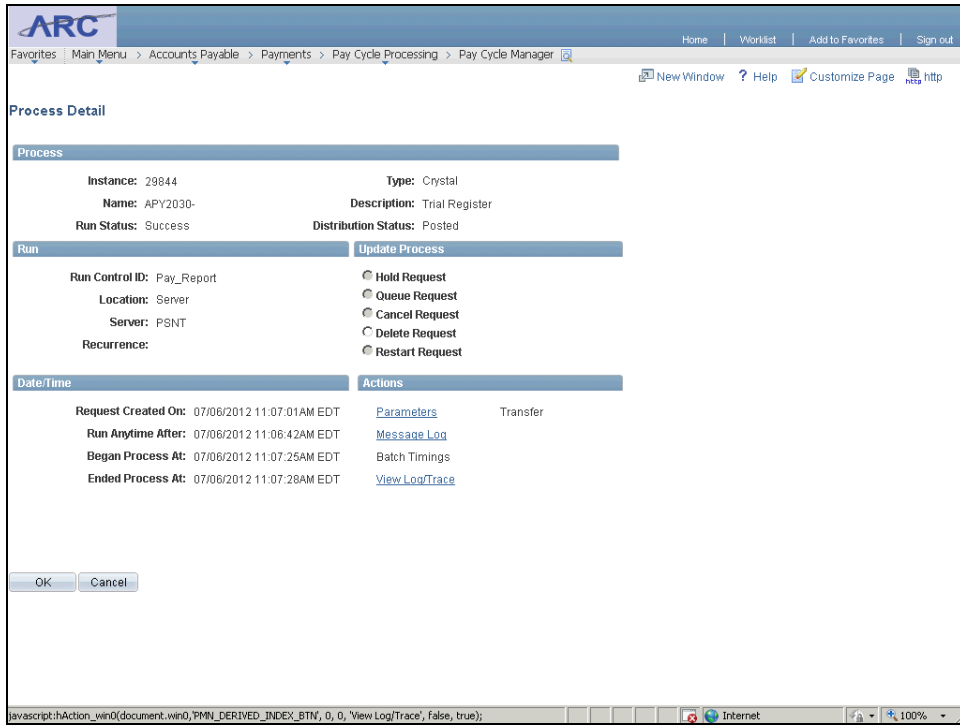 ARC
Home | Worklist | Add to Favorites | Sign out
Favorites Main Menu > Accounts Payable > Payments > Pay Cycle Processing > Pay Cycle Manager
New Window ? Help Customize Page http
Process Detail
Process
Instance: 29844 Type: Crystal
Name: APY2030- Description: Trial Register
Run Status: Success Distribution Status: Posted
Run Update Process
Run Control ID: Pay_Report Hold Request
Location: Server Queue Request
Server: PSNT Cancel Request
Recurrence: Delete Request
Restart Request
Date/Time Actions
Request Created On: 07/06/2012 11:07:01AM EDT Parameters Transfer
Run Anytime After: 07/06/2012 11:06:42AM EDT Message Log
Began Process At: 07/06/2012 11:07:25AM EDT Batch Timings
Ended Process At: 07/06/2012 11:07:28AM EDT View Log/Trace
OK Cancel
javascript:hAction_win0(document.win0,'PMN_DERIVED_INDEX_BTN', 0, 0, 'View Log/Trace', false, true); Internet 100%